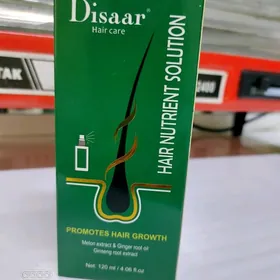 Disaar
Hair care
HAIR NUTRIENT SOLUTION
PROMOTES HAIR GROWTH
Melon extract & Ginger root oil
Ginseng root extract
Net: 120 ml / 4.06 fl.oz
TAK